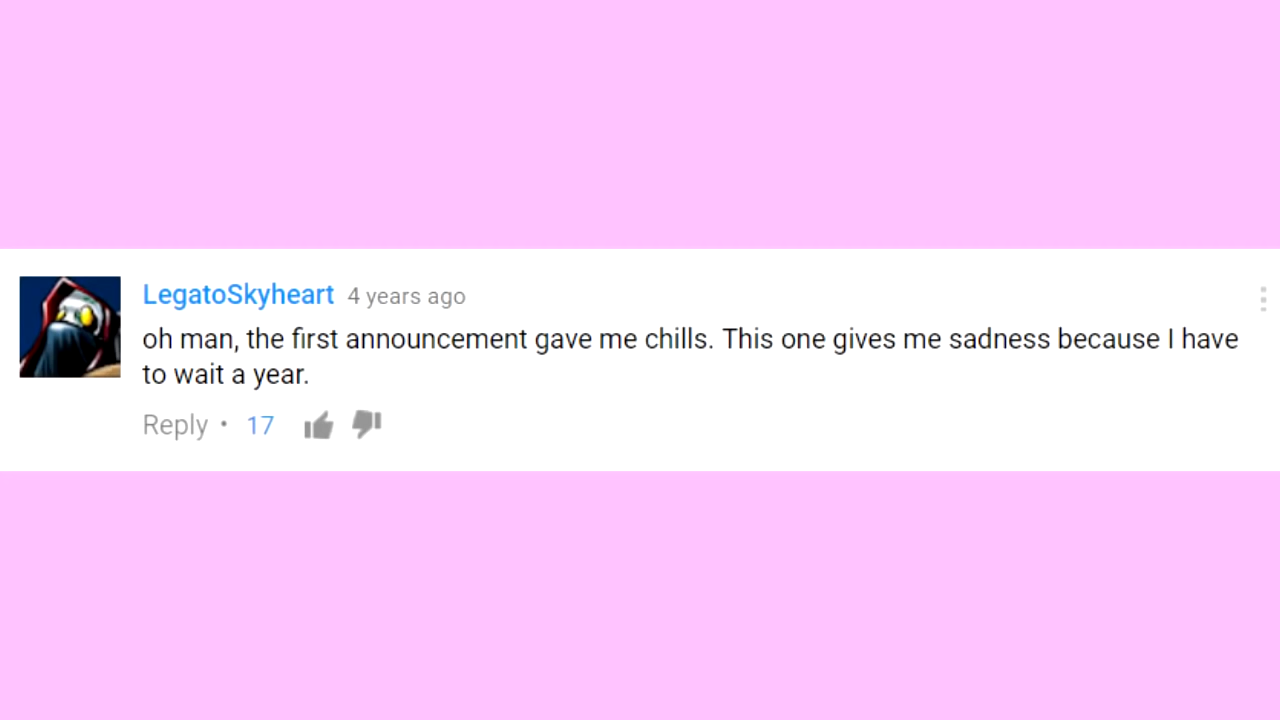 LegatoSkyheart 4 years ago
oh man, the first announcement gave me chills. This one gives me sadness because I have
to wait a year.
Reply • 17